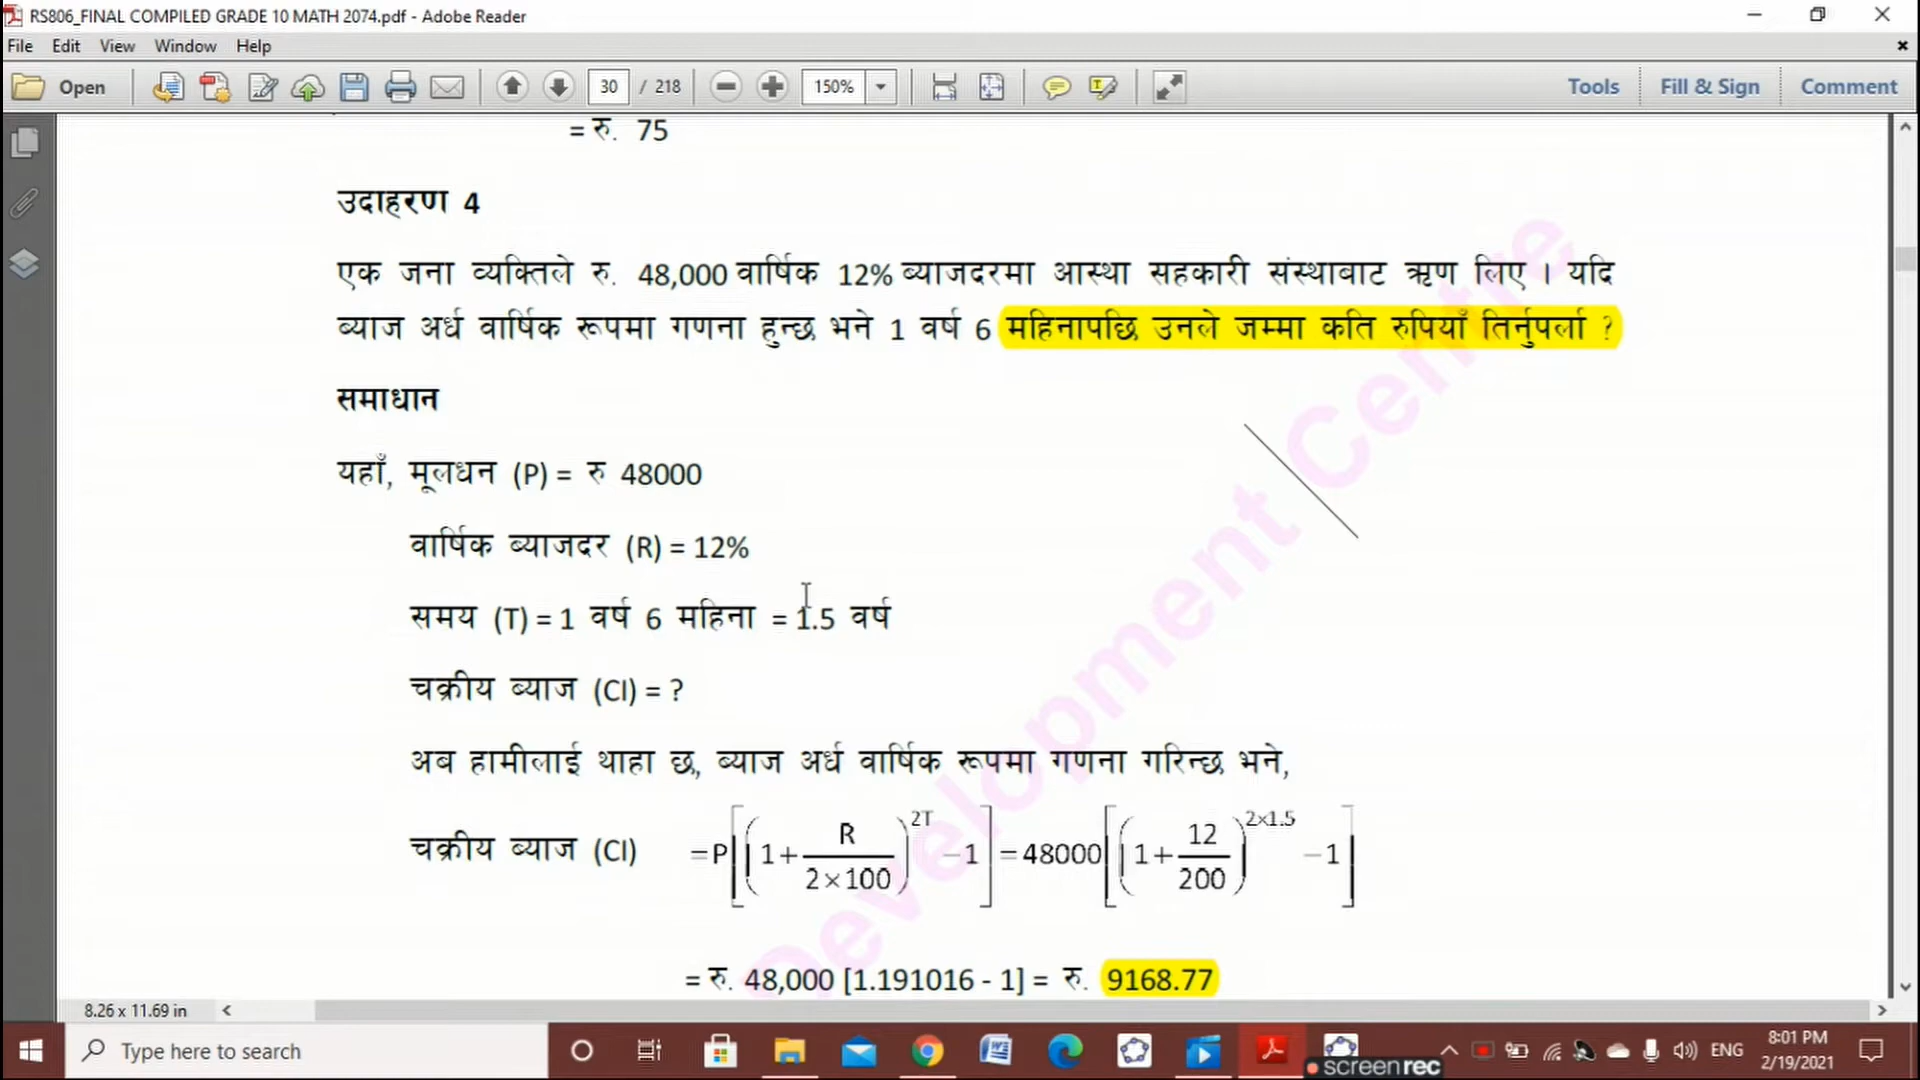 RS806_FINAL COMPILED GRADE 10 MATH 2074.pdf - Adobe Reader
File Edit View Window Help
Open 30 / 218 150% Tools Fill & Sign Comment
= रु. 75
उदाहरण 4
एक जना व्यक्तिले रु. 48,000 वार्षिक 12% ब्याजदरमा आस्था सहकारी संस्थाबाट ऋण लिए । यदि
ब्याज अर्ध वार्षिक रूपमा गणना हुन्छ भने 1 वर्ष 6 महिनापछि उनले जम्मा कति रुपियाँ तिर्नुपर्ला ?
समाधान
यहाँ, मूलधन (P) = रु 48000
वार्षिक ब्याजदर (R) = 12%
समय (T) = 1 वर्ष 6 महिना = 1.5 वर्ष
चक्रीय ब्याज (CI) = ?
अब हामीलाई थाहा छ, ब्याज अर्ध वार्षिक रूपमा गणना गरिन्छ भने,
चक्रीय ब्याज (CI) = P[(1+R/(2×100))^2T −1] = 48000[(1+12/200)^2×1.5 −1]
= रु. 48,000 [1.191016 - 1] = रु. 9168.77
Development Centre
8.26 x 11.69 in
Type here to search
screenrec
ENG
8:01 PM
2/19/2021